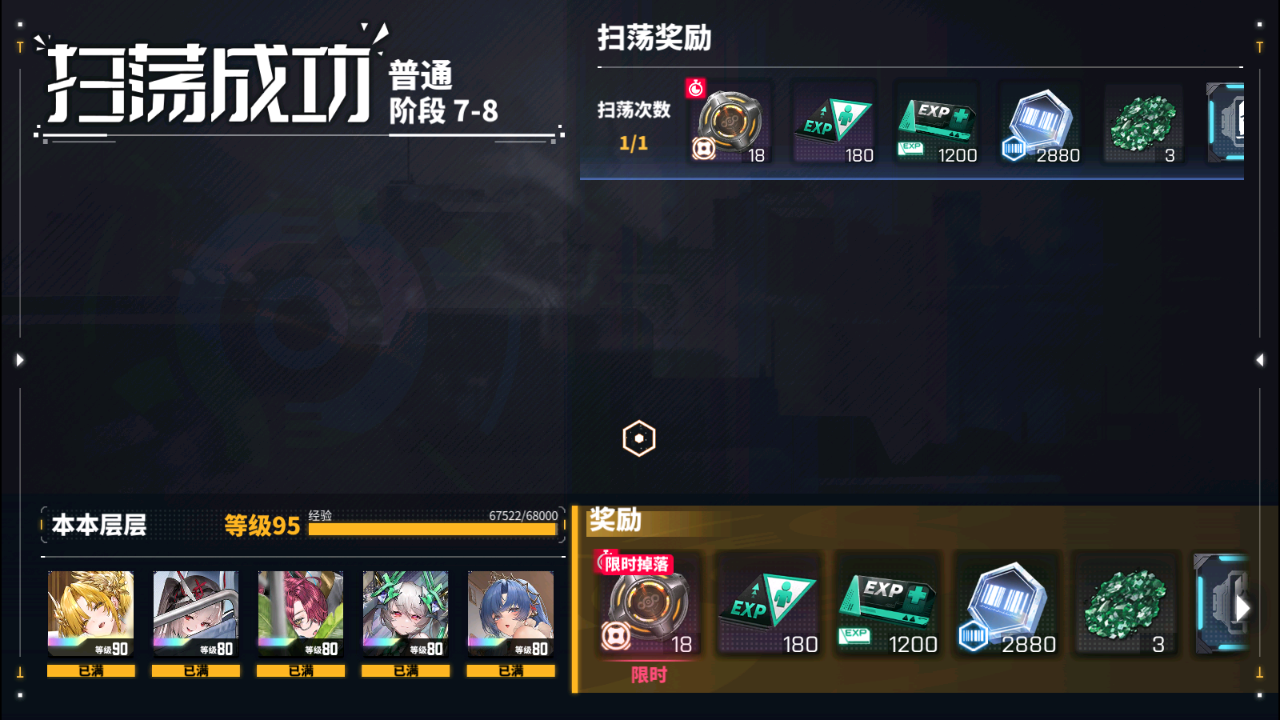 扫荡成功
普通
阶段 7-8
扫荡奖励
扫荡次数
1/1
18
EXP
180
EXP
EXP
1200
2880
3
本本层层
等级95
经验
67522/68000
等级90
等级80
等级80
等级80
等级80
已满
已满
已满
已满
已满
奖励
限时掉落
18
限时
EXP
180
EXP
EXP
1200
2880
3